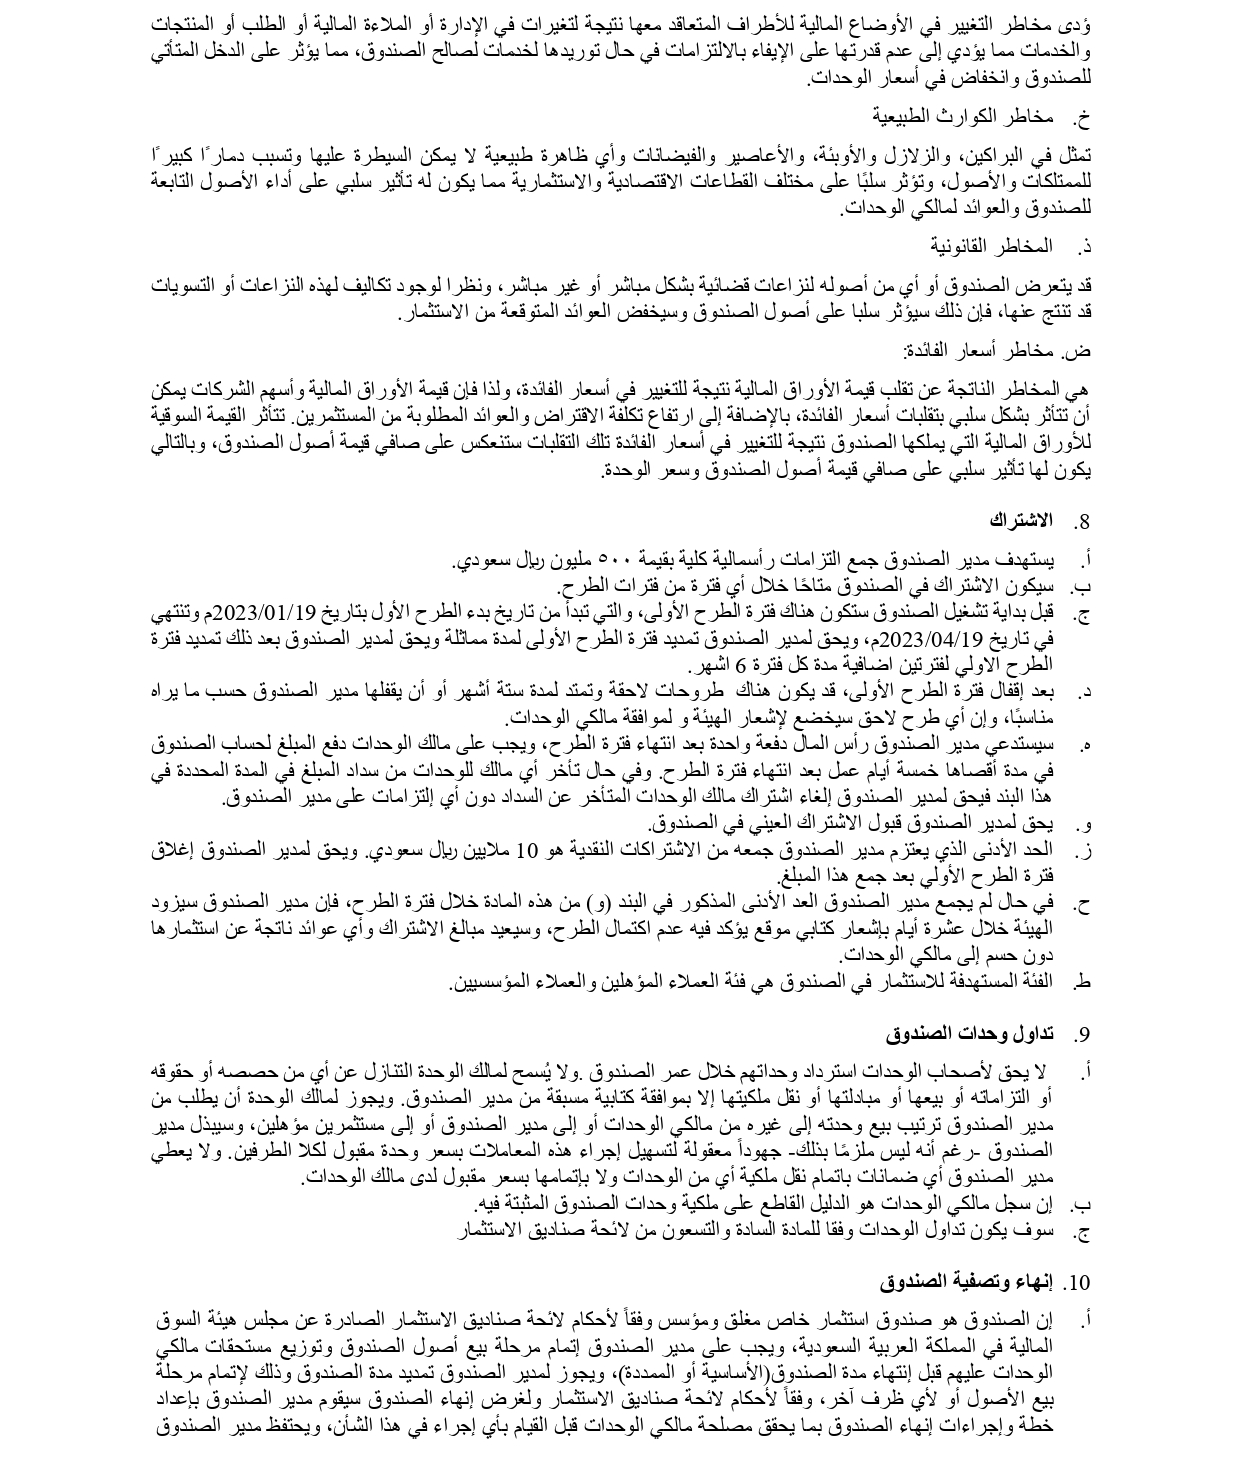 ؤدى مخاطر التغيير في الأوضاع المالية للأطراف المتعاقد معها نتيجة لتغيرات في الإدارة أو الملاءة المالية أو الطلب أو المنتجات
والخدمات مما يؤدي إلى عدم قدرتها على الإيفاء بالالتزامات في حال توريدها لخدمات لصالح الصندوق، مما يؤثر على الدخل المتأتي
للصندوق وانخفاض في أسعار الوحدات.
خ. مخاطر الكوارث الطبيعية
تمثل في البراكين، والزلازل والأوبئة، والأعاصير والفيضانات وأي ظاهرة طبيعية لا يمكن السيطرة عليها وتسبب دمارًا كبيرًا
للممتلكات والأصول، وتؤثر سلبًا على مختلف القطاعات الاقتصادية والاستثمارية مما يكون له تأثير سلبي على أداء الأصول التابعة
للصندوق والعوائد لمالكي الوحدات.
ذ. المخاطر القانونية
قد يتعرض الصندوق أو أي من أصوله لنزاعات قضائية بشكل مباشر أو غير مباشر، ونظرا لوجود تكاليف لهذه النزاعات أو التسويات
قد تنتج عنها، فإن ذلك سيؤثر سلبا على أصول الصندوق وسيخفض العوائد المتوقعة من الاستثمار.
ض. مخاطر أسعار الفائدة:
هي المخاطر الناتجة عن تقلب قيمة الأوراق المالية نتيجة للتغيير في أسعار الفائدة، ولذا فإن قيمة الأوراق المالية وأسهم الشركات يمكن
أن تتأثر بشكل سلبي بتقلبات أسعار الفائدة، بالإضافة إلى ارتفاع تكلفة الاقتراض والعوائد المطلوبة من المستثمرين. تتأثر القيمة السوقية
للأوراق المالية التي يملكها الصندوق نتيجة للتغيير في أسعار الفائدة تلك التقلبات ستنعكس على صافي قيمة أصول الصندوق، وبالتالي
يكون لها تأثير سلبي على صافي قيمة أصول الصندوق وسعر الوحدة.
8. الاشتراك
أ. يستهدف مدير الصندوق جمع التزامات رأسمالية كلية بقيمة ٥٠٠ مليون ريال سعودي.
ب. سيكون الاشتراك في الصندوق متاحًا خلال أي فترة من فترات الطرح.
ج. قبل بداية تشغيل الصندوق ستكون هناك فترة الطرح الأولى، والتي تبدأ من تاريخ بدء الطرح الأول بتاريخ 2023/01/19م وتنتهي
في تاريخ 2023/04/19م، ويحق لمدير الصندوق تمديد فترة الطرح الأولى لمدة مماثلة ويحق لمدير الصندوق بعد ذلك تمديد فترة
الطرح الاولي لفترتين اضافية مدة كل فترة 6 اشهر.
د. بعد إقفال فترة الطرح الأولى، قد يكون هناك طروحات لاحقة وتمتد لمدة ستة أشهر أو أن يقفلها مدير الصندوق حسب ما يراه
مناسبًا، وإن أي طرح لاحق سيخضع لإشعار الهيئة و لموافقة مالكي الوحدات.
ه. سيستدعي مدير الصندوق رأس المال دفعة واحدة بعد انتهاء فترة الطرح، ويجب على مالك الوحدات دفع المبلغ لحساب الصندوق
في مدة أقصاها خمسة أيام عمل بعد انتهاء فترة الطرح. وفي حال تأخر أي مالك للوحدات من سداد المبلغ في المدة المحددة في
هذا البند فيحق لمدير الصندوق إلغاء اشتراك مالك الوحدات المتأخر عن السداد دون أي إلتزامات على مدير الصندوق.
و. يحق لمدير الصندوق قبول الاشتراك العيني في الصندوق.
ز. الحد الأدنى الذي يعتزم مدير الصندوق جمعه من الاشتراكات النقدية هو 10 ملايين ريال سعودي. ويحق لمدير الصندوق إغلاق
فترة الطرح الأولي بعد جمع هذا المبلغ.
ح. في حال لم يجمع مدير الصندوق العد الأدنى المذكور في البند (و) من هذه المادة خلال فترة الطرح، فإن مدير الصندوق سيزود
الهيئة خلال عشرة أيام بإشعار كتابي موقع يؤكد فيه عدم اكتمال الطرح، وسيعيد مبالغ الاشتراك وأي عوائد ناتجة عن استثمارها
دون حسم إلى مالكي الوحدات.
ط. الفئة المستهدفة للاستثمار في الصندوق هي فئة العملاء المؤهلين والعملاء المؤسسيين.
9. تداول وحدات الصندوق
أ. لا يحق لأصحاب الوحدات استرداد وحداتهم خلال عمر الصندوق .ولا يُسمح لمالك الوحدة التنازل عن أي من حصصه أو حقوقه
أو التزاماته أو بيعها أو مبادلتها أو نقل ملكيتها إلا بموافقة كتابية مسبقة من مدير الصندوق. ويجوز لمالك الوحدة أن يطلب من
مدير الصندوق ترتيب بيع وحدته إلى غيره من مالكي الوحدات أو إلى مدير الصندوق أو إلى مستثمرين مؤهلين، وسيبذل مدير
الصندوق -رغم أنه ليس ملزمًا بذلك- جهوداً معقولة لتسهيل إجراء هذه المعاملات بسعر وحدة مقبول لكلا الطرفين. ولا يعطي
مدير الصندوق أي ضمانات باتمام نقل ملكية أي من الوحدات ولا بإتمامها بسعر مقبول لدى مالك الوحدات.
ب. إن سجل مالكي الوحدات هو الدليل القاطع على ملكية وحدات الصندوق المثبتة فيه.
ج. سوف يكون تداول الوحدات وفقا للمادة السادة والتسعون من لائحة صناديق الاستثمار
10. إنهاء وتصفية الصندوق
أ. إن الصندوق هو صندوق استثمار خاص مغلق ومؤسس وفقاً لأحكام لائحة صناديق الاستثمار الصادرة عن مجلس هيئة السوق
المالية في المملكة العربية السعودية، ويجب على مدير الصندوق إتمام مرحلة بيع أصول الصندوق وتوزيع مستحقات مالكي
الوحدات عليهم قبل إنتهاء مدة الصندوق(الأساسية أو الممددة)، ويجوز لمدير الصندوق تمديد مدة الصندوق وذلك لإتمام مرحلة
بيع الأصول أو لأي ظرف آخر، وفقاً لأحكام لائحة صناديق الاستثمار ولغرض إنهاء الصندوق سيقوم مدير الصندوق بإعداد
خطة وإجراءات إنهاء الصندوق بما يحقق مصلحة مالكي الوحدات قبل القيام بأي إجراء في هذا الشأن، ويحتفظ مدير الصندوق